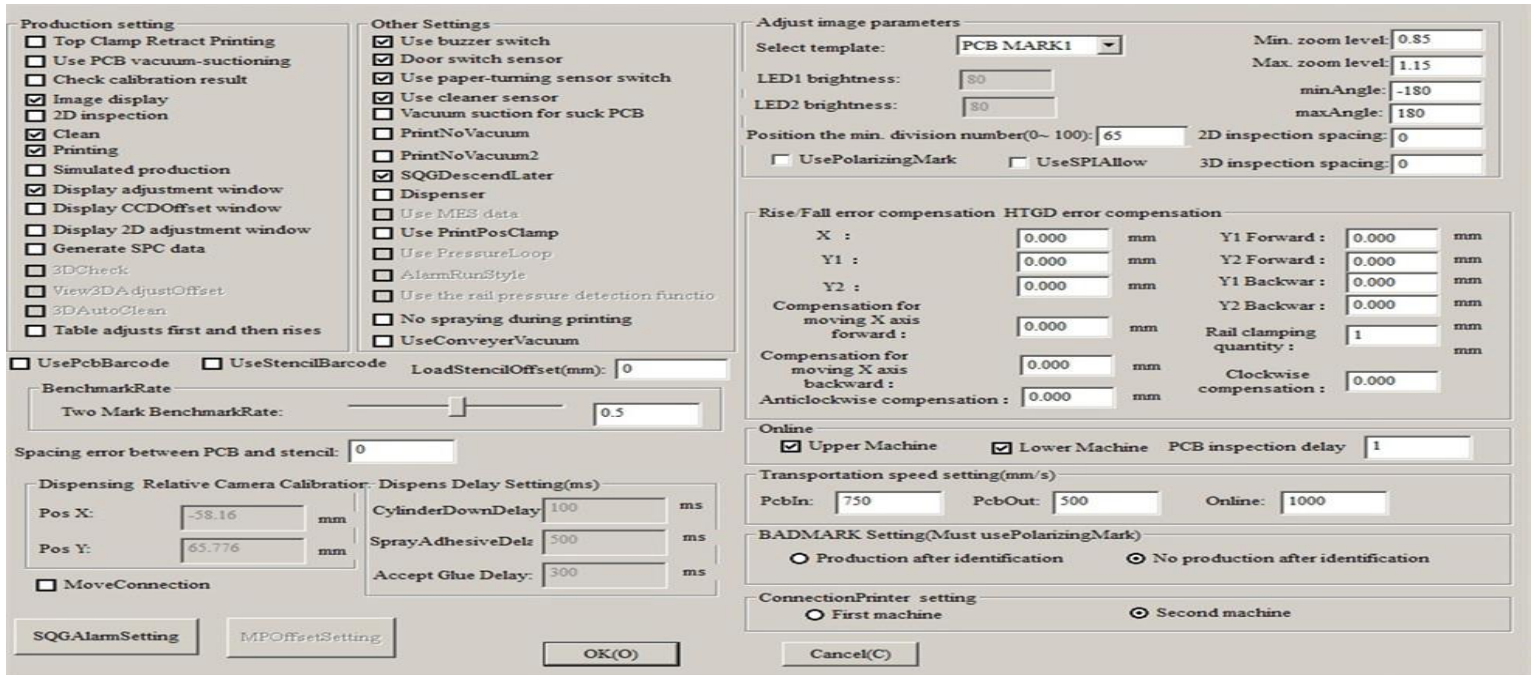 Production setting
Top Clamp Retract Printing
Use PCB vacuum-suctioning
Check calibration result
Image display
2D inspection
Clean
Printing
Simulated production
Display adjustment window
Display CCDOffset window
Display 2D adjustment window
Generate SPC data
3DCheck
View3DAdjustOffset
3DAutoClean
Table adjusts first and then rises
Other Settings
Use buzzer switch
Door switch sensor
Use paper-turning sensor switch
Use cleaner sensor
Vacuum suction for suck PCB
PrintNoVacuum
PrintNoVacuum2
SQGDescendLater
Dispenser
Use MES data
Use PrintPosClamp
Use PressureLoop
AlarmRunStyle
Use the rail pressure detection functio
No spraying during printing
UseConveyerVacuum
UsePcbBarcode UseStencilBarcode LoadStencilOffset(mm): 0
BenchmarkRate
Two Mark BenchmarkRate: 0.5
Spacing error between PCB and stencil: 0
Dispensing Relative Camera Calibration
Pos X: -58.16 mm
Pos Y: 65.776 mm
Dispens Delay Setting(ms)
CylinderDownDelay 100 ms
SprayAdhesiveDela 500 ms
Accept Glue Delay: 300 ms
MoveConnection
SQGAlarmSetting MPOffsetSetting
OK(O) Cancel(C)
Adjust image parameters
Select template: PCB MARK1 Min. zoom level: 0.85
Max. zoom level: 1.15
LED1 brightness: 80 minAngle: -180
LED2 brightness: 80 maxAngle: 180
Position the min. division number(0~ 100): 65 2D inspection spacing: 0
UsePolarizingMark UseSPIAllow 3D inspection spacing: 0
Rise/Fall error compensation HTGD error compensation
X : 0.000 mm Y1 Forward : 0.000 mm
Y1 : 0.000 mm Y2 Forward : 0.000 mm
Y2 : 0.000 mm Y1 Backwar : 0.000 mm
Y2 Backwar : 0.000 mm
Compensation for
moving X axis
forward : 0.000 mm
Rail clamping
quantity : 1 mm
mm
Compensation for
moving X axis
backward : 0.000 mm
Clockwise
compensation : 0.000
Anticlockwise compensation : 0.000 mm
Online
Upper Machine Lower Machine PCB inspection delay 1
Transportation speed setting(mm/s)
PcbIn: 750 PcbOut: 500 Online: 1000
BADMARK Setting(Must usePolarizingMark)
Production after identification No production after identification
ConnectionPrinter setting
First machine Second machine